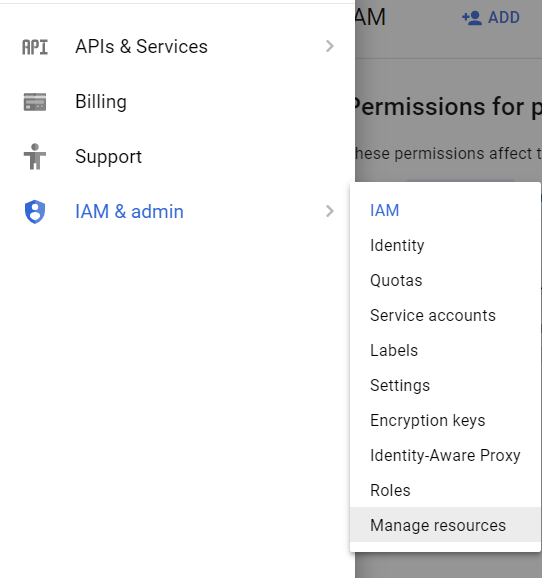 IAM
ADD
API
APIs & Services
Billing
Permissions for p
Support
hese permissions affect t
IAM & admin
IAM
Identity
Quotas
Service accounts
Labels
Settings
Encryption keys
Identity-Aware Proxy
Roles
Manage resources